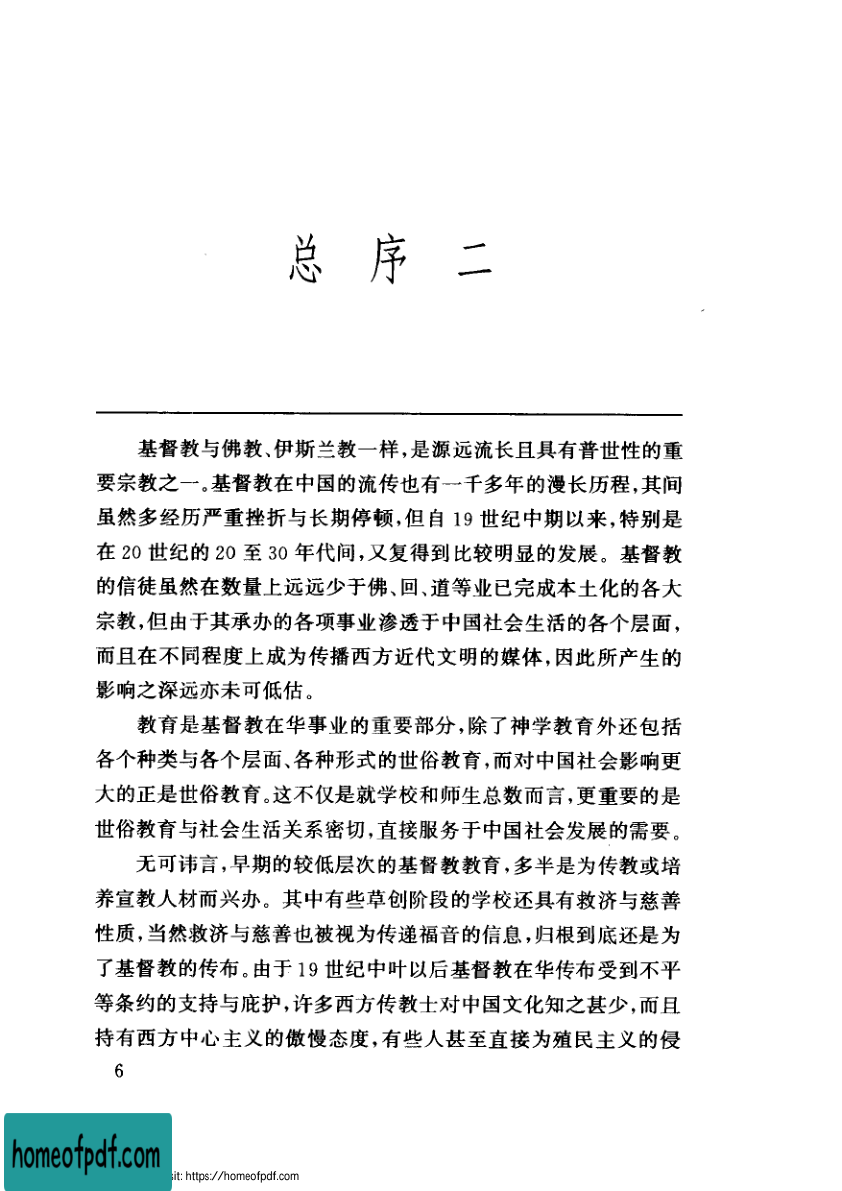 总序二
基督教与佛教、伊斯兰教一样,是源远流长且具有普世性的重
要宗教之一。基督教在中国的流传也有一千多年的漫长历程,其间
虽然多经历严重挫折与长期停顿,但自19世纪中期以来,特别是
在20世纪的20至30年代间,又复得到比较明显的发展。基督教
的信徒虽然在数量上远远少于佛、回、道等业已完成本土化的各大
宗教,但由于其承办的各项事业渗透于中国社会生活的各个层面,
而且在不同程度上成为传播西方近代文明的媒体,因此所产生的
影响之深远亦未可低估。
教育是基督教在华事业的重要部分,除了神学教育外还包括
各个种类与各个层面、各种形式的世俗教育,而对中国社会影响更
大的正是世俗教育。这不仅是就学校和师生总数而言,更重要的是
世俗教育与社会生活关系密切,直接服务于中国社会发展的需要。
无可讳言,早期的较低层次的基督教教育,多半是为传教或培
养宣教人材而兴办。其中有些草创阶段的学校还具有救济与慈善
性质,当然救济与慈善也被视为传递福音的信息,归根到底还是为
了基督教的传布。由于19世纪中叶以后基督教在华传布受到不平
等条约的支持与庇护,许多西方传教士对中国文化知之甚少,而且
持有西方中心主义的傲慢态度,有些人甚至直接为殖民主义的侵
6
homeofpdf.com
sit: https://homeofpdf.com